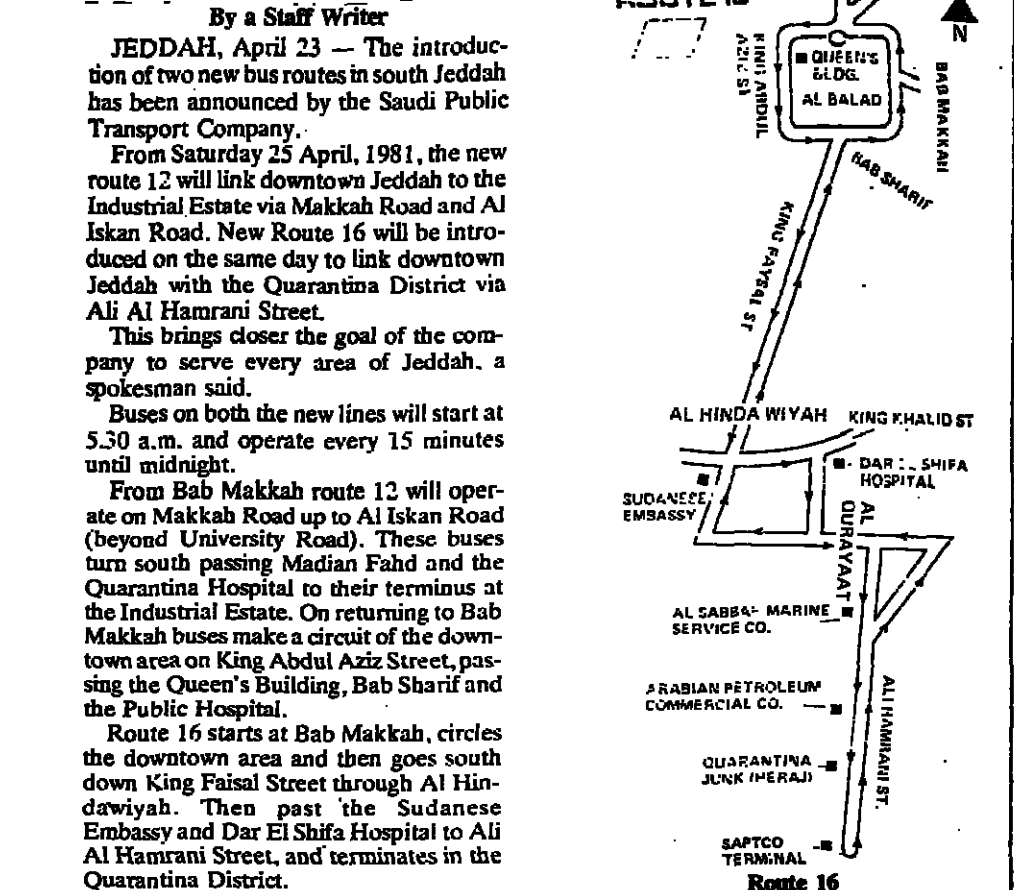 By a Staff Writer
JEDDAH, April 23 — The introduc-
tion of two new bus routes in south Jeddah
has been announced by the Saudi Public
Transport Company.
From Saturday 25 April, 1981, the new
route 12 will link downtown Jeddah to the
Industrial Estate via Makkah Road and Al
Iskan Road. New Route 16 will be intro-
duced on the same day to link downtown
Jeddah with the Quarantina District via
Ali Al Hamrani Street.
This brings closer the goal of the com-
pany to serve every area of Jeddah, a
spokesman said.
Buses on both the new lines will start at
5.30 a.m. and operate every 15 minutes
until midnight.
From Bab Makkah route 12 will oper-
ate on Makkah Road up to Al Iskan Road
(beyond University Road). These buses
turn south passing Madian Fahd and the
Quarantina Hospital to their terminus at
the Industrial Estate. On returning to Bab
Makkah buses make a circuit of the down-
town area on King Abdul Aziz Street, pas-
sing the Queen's Building, Bab Sharif and
the Public Hospital.
Route 16 starts at Bab Makkah, circles
the downtown area and then goes south
down King Faisal Street through Al Hin-
dawiyah. Then past the Sudanese
Embassy and Dar El Shifa Hospital to Ali
Al Hamrani Street, and terminates in the
Quarantina District.
N
KING ABDUL
AZIZ ST
QUEEN'S
BLDG.
AL BALAD
BAB MAKKAH
BAB SHARIF
KING FAYSAL ST
AL HINDAWIYAH
KING KHALID ST
DAR EL SHIFA
HOSPITAL
SUDANESE
EMBASSY
AL
QURAYAAT
AL SABBAH MARINE
SERVICE CO.
ARABIAN PETROLEUM
COMMERCIAL CO.
ALI HAMRANI ST.
QUARANTINA
JUNK (HERAJ)
SAPTCO
TERMINAL
Route 16